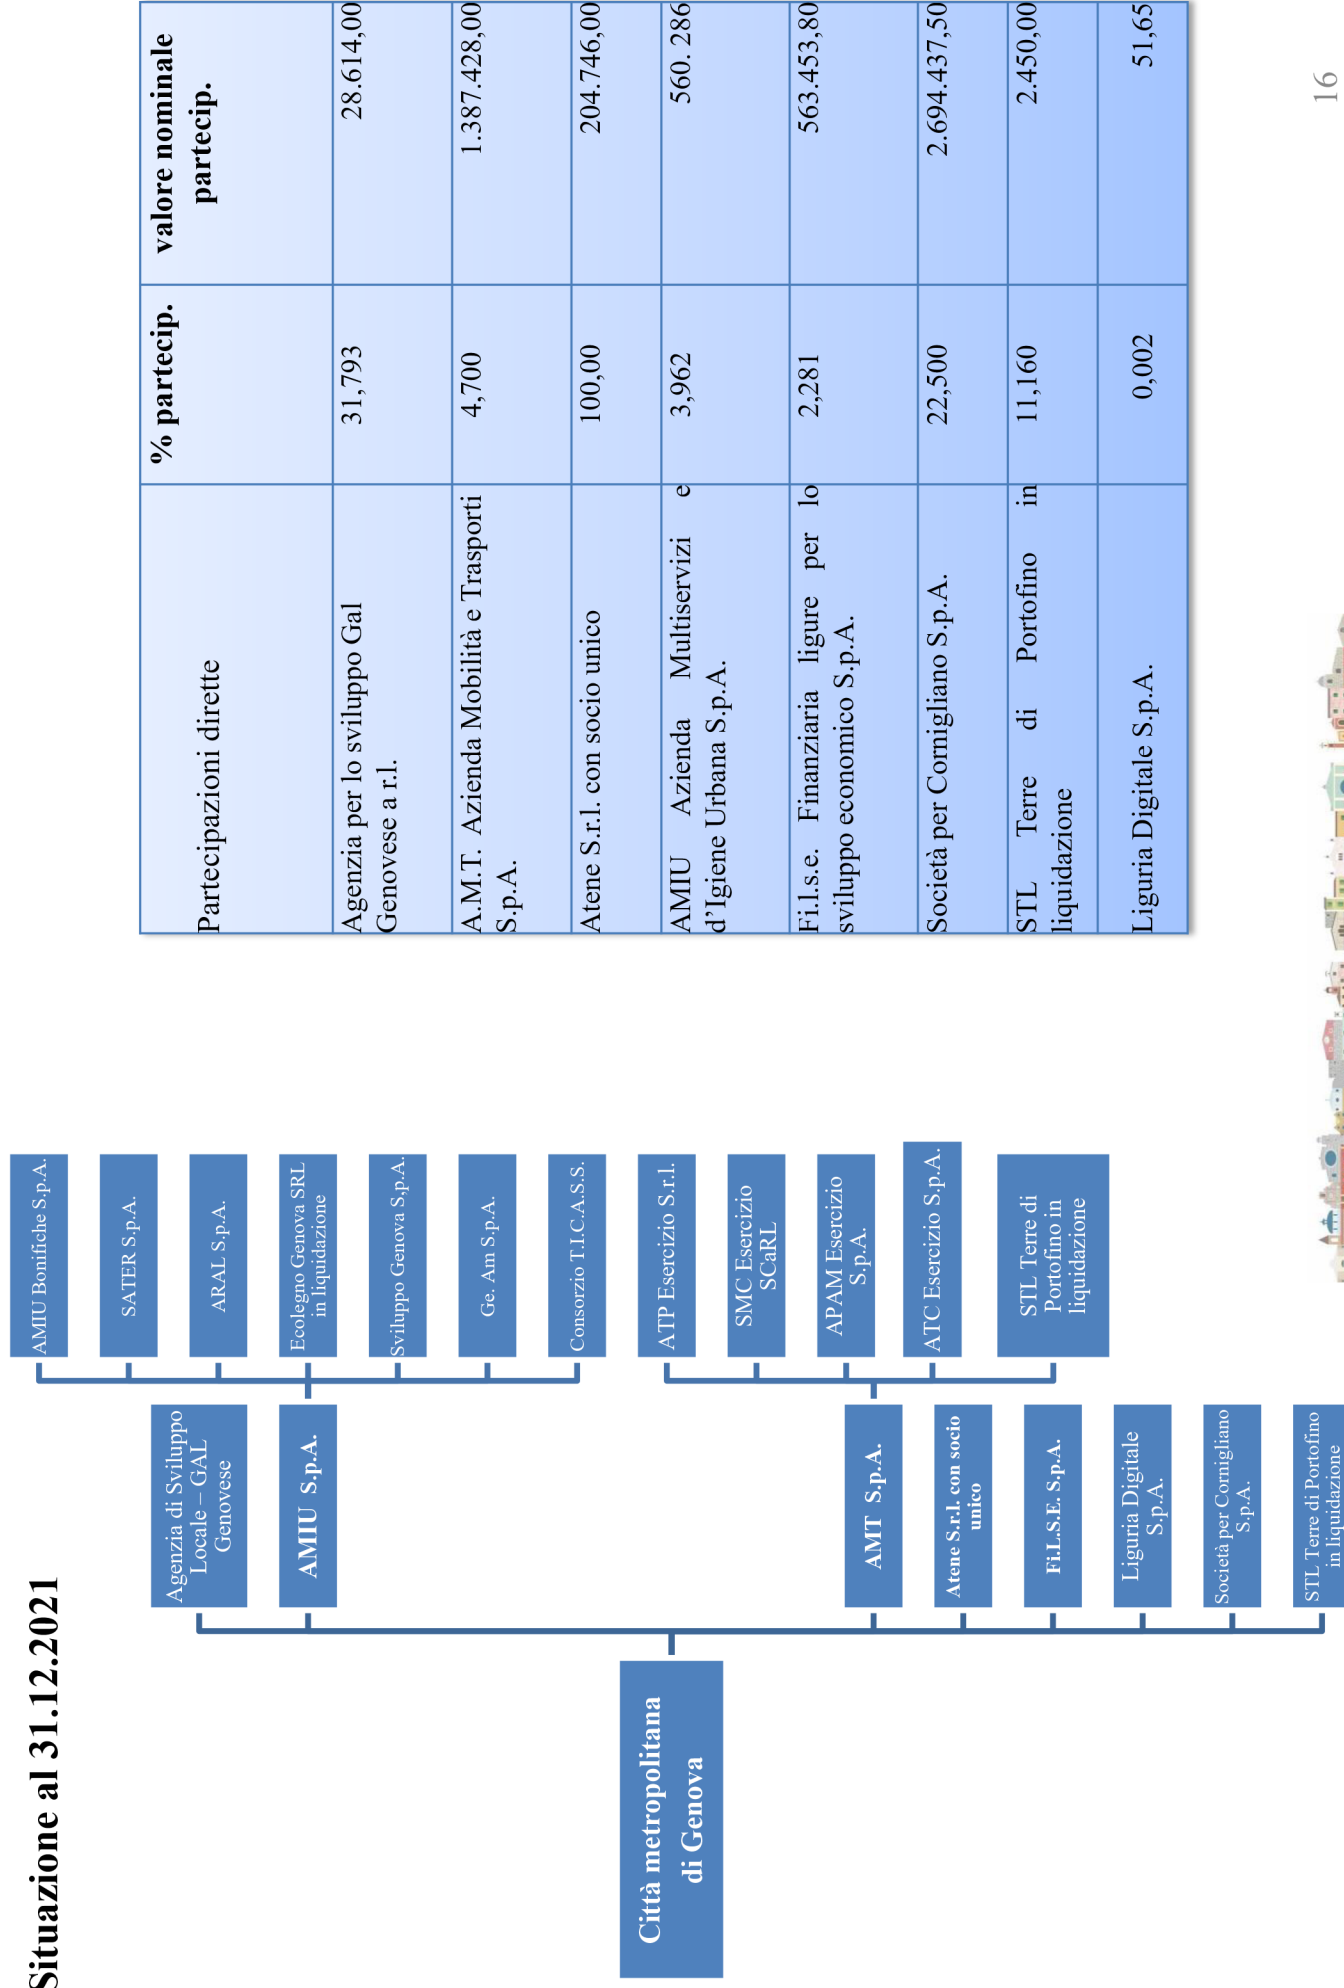 Situazione al 31.12.2021
Città metropolitana
di Genova
Agenzia di Sviluppo
Locale – GAL
Genovese
AMIU S.p.A.
AMIU Bonifiche S.p.A.
SATER S.p.A.
ARAL S.p.A.
Ecolegno Genova SRL
in liquidazione
Sviluppo Genova S,p.A.
Ge. Am S.p.A.
Consorzio T.I.C.A.S.S.
AMT S.p.A.
ATP Esercizio S.r.l.
SMC Esercizio
SCaRL
APAM Esercizio
S.p.A.
ATC Esercizio S.p.A.
STL Terre di
Portofino in
liquidazione
Atene S.r.l. con socio
unico
Fi.L.S.E. S.p.A.
Liguria Digitale
S.p.A.
Società per Cornigliano
S.p.A.
STL Terre di Portofino
in liquidazione
Partecipazioni dirette % partecip. valore nominale
partecip.
Agenzia per lo sviluppo Gal 31,793 28.614,00
Genovese a r.l.
A.M.T. Azienda Mobilità e Trasporti 4,700 1.387.428,00
S.p.A.
Atene S.r.l. con socio unico 100,00 204.746,00
AMIU Azienda Multiservizi e 3,962 560. 286
d’Igiene Urbana S.p.A.
Fi.l.s.e. Finanziaria ligure per lo 2,281 563.453,80
sviluppo economico S.p.A.
Società per Cornigliano S.p.A. 22,500 2.694.437,50
STL Terre di Portofino in 11,160 2.450,00
liquidazione
Liguria Digitale S.p.A. 0,002 51,65
16